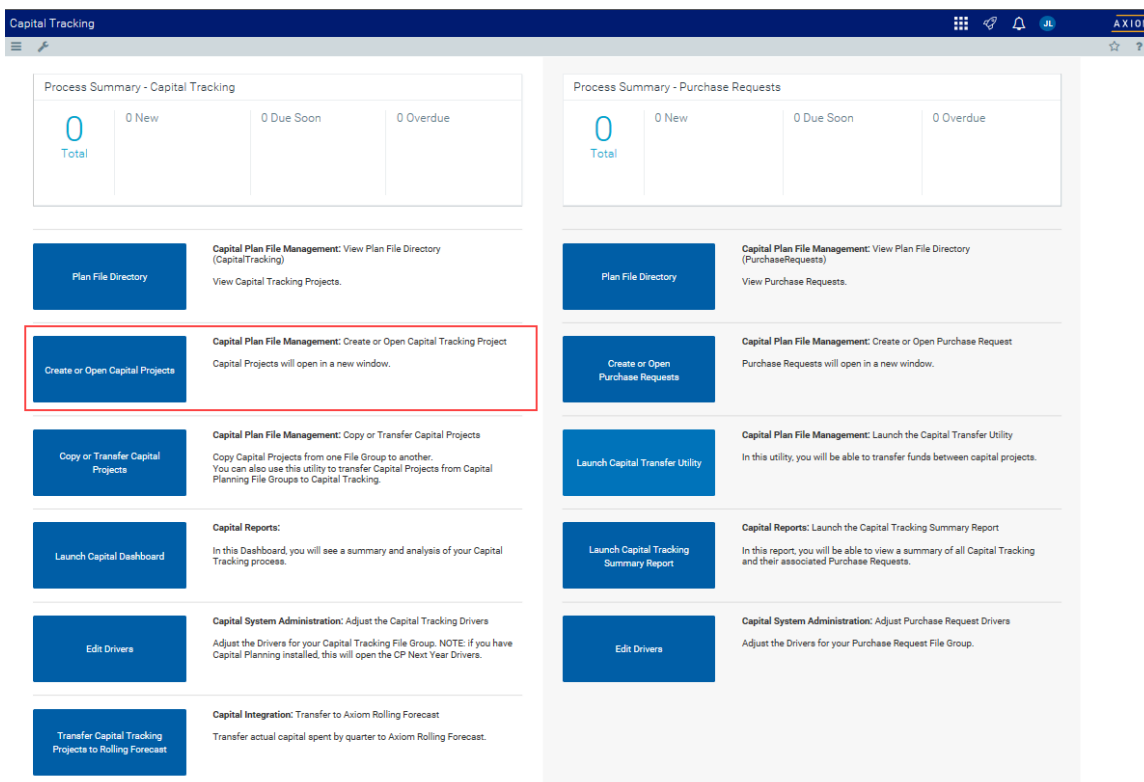 Capital Tracking
JL
Process Summary - Capital Tracking
0
Total
0 New
0 Due Soon
0 Overdue
Plan File Directory
Capital Plan File Management: View Plan File Directory
(CapitalTracking)
View Capital Tracking Projects.
Create or Open Capital Projects
Capital Plan File Management: Create or Open Capital Tracking Project
Capital Projects will open in a new window.
Copy or Transfer Capital
Projects
Capital Plan File Management: Copy or Transfer Capital Projects
Copy Capital Projects from one File Group to another.
You can also use this utility to transfer Capital Projects from Capital
Planning File Groups to Capital Tracking.
Launch Capital Dashboard
Capital Reports:
In this Dashboard, you will see a summary and analysis of your Capital
Tracking process.
Edit Drivers
Capital System Administration: Adjust the Capital Tracking Drivers
Adjust the Drivers for your Capital Tracking File Group. NOTE: if you have
Capital Planning installed, this will open the CP Next Year Drivers.
Transfer Capital Tracking
Projects to Rolling Forecast
Capital Integration: Transfer to Axiom Rolling Forecast
Transfer actual capital spent by quarter to Axiom Rolling Forecast.
Process Summary - Purchase Requests
0
Total
0 New
0 Due Soon
0 Overdue
Plan File Directory
Capital Plan File Management: View Plan File Directory
(PurchaseRequests)
View Purchase Requests.
Create or Open
Purchase Requests
Capital Plan File Management: Create or Open Purchase Request
Purchase Requests will open in a new window.
Launch Capital Transfer Utility
Capital Plan File Management: Launch the Capital Transfer Utility
In this utility, you will be able to transfer funds between capital projects.
Launch Capital Tracking
Summary Report
Capital Reports: Launch the Capital Tracking Summary Report
In this report, you will be able to view a summary of all Capital Tracking
and their associated Purchase Requests.
Edit Drivers
Capital System Administration: Adjust Purchase Request Drivers
Adjust the Drivers for your Purchase Request File Group.